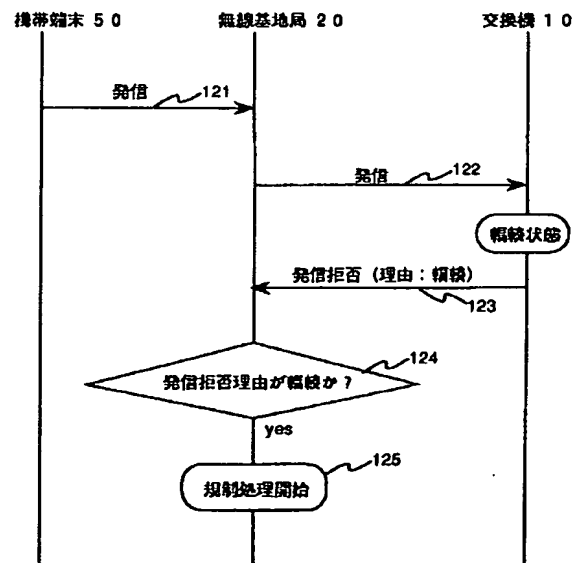 携帯端末 50 無線基地局 20 交換機 10
発信 121
発信 122
輻輳状態
発信拒否（理由：輻輳）
123
発信拒否理由が輻輳か？ 124
yes
規制処理開始 125